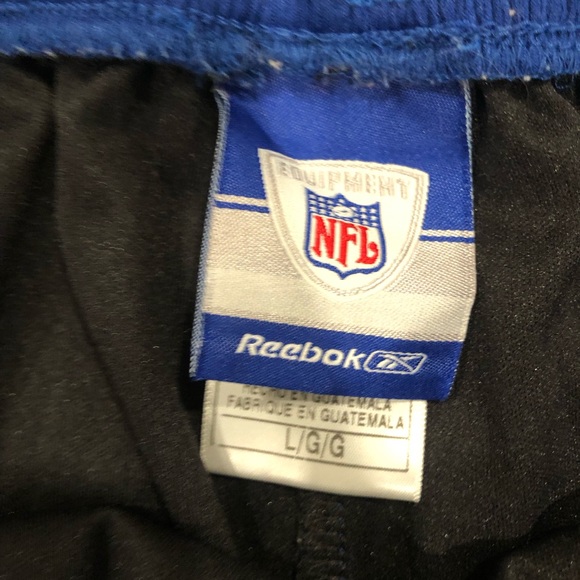 EQUIPMENT
NFL
Reebok
HECHO EN GUATEMALA
FABRIQUE EN GUATEMALA
L/G/G